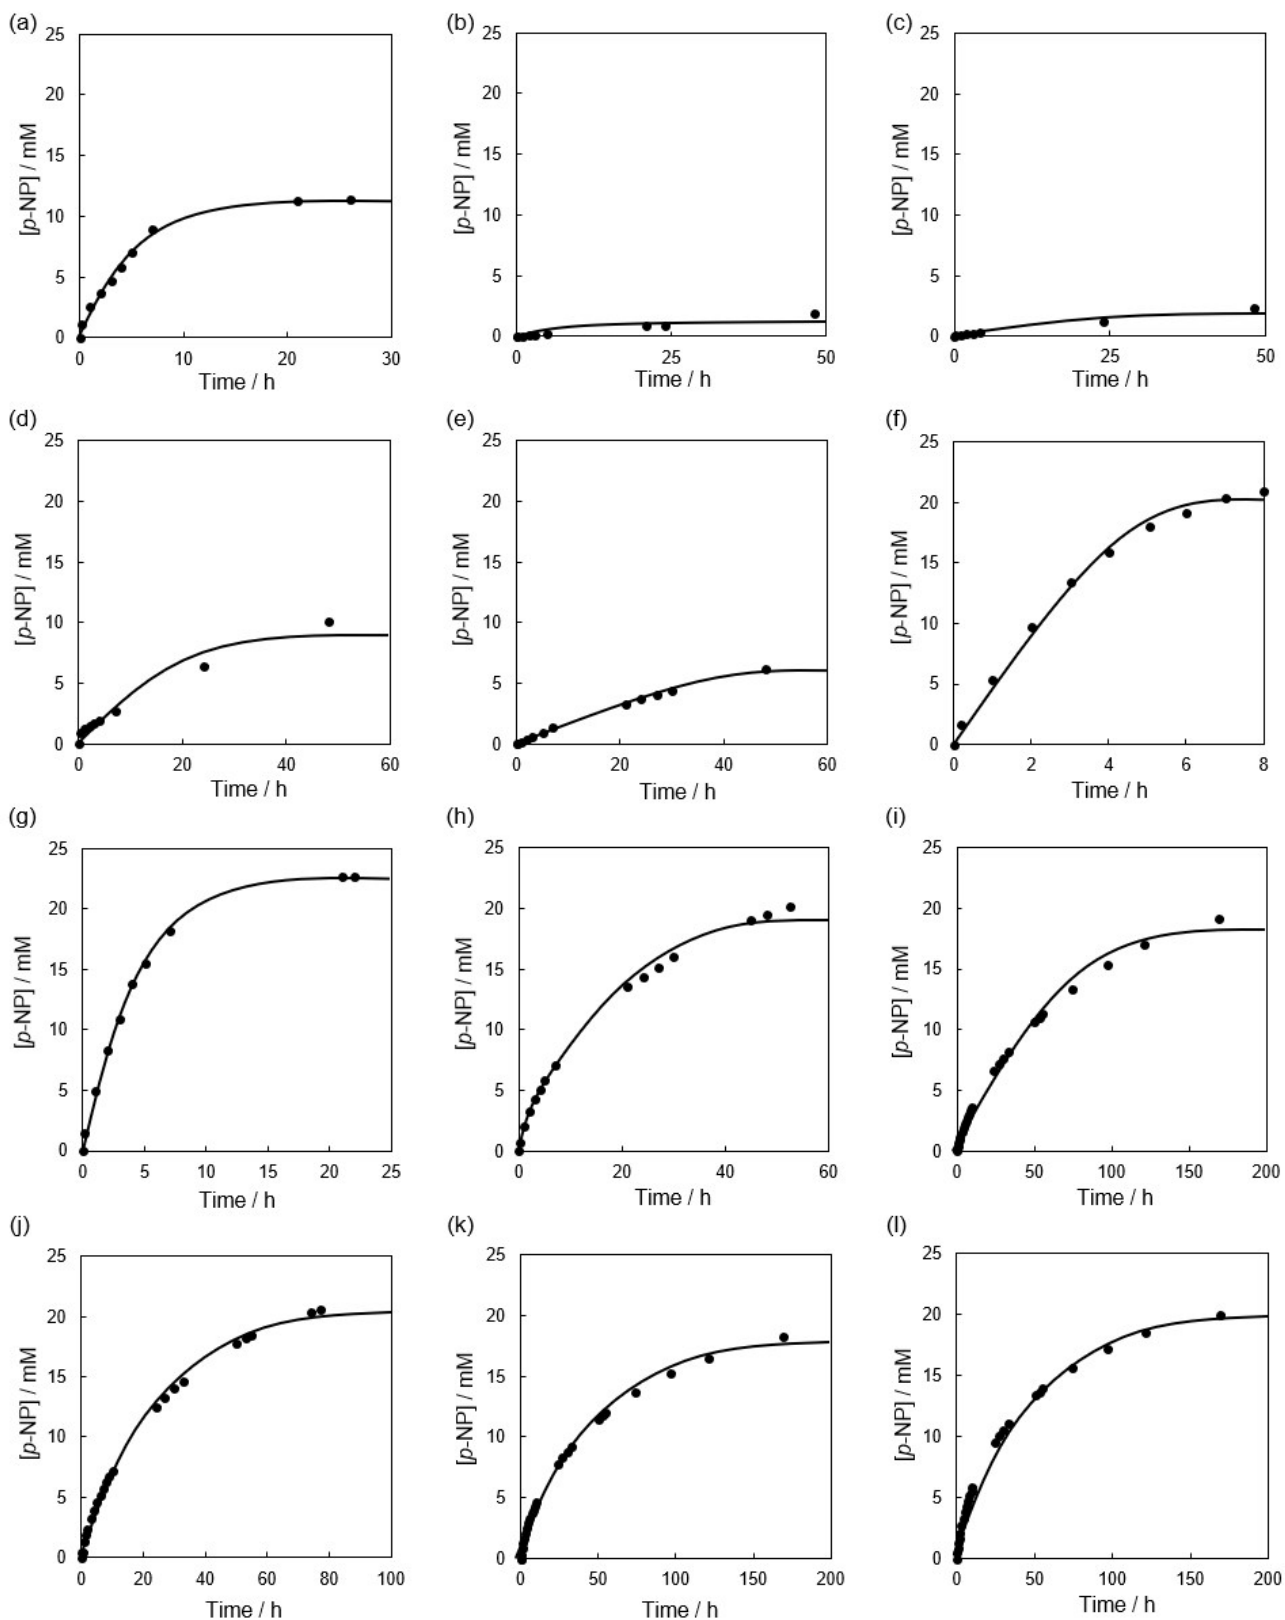 (a) (b) (c)
25 25 25
20 20 20
15 15 15
10 10 10
5 5 5
0 0 0
[p-NP] / mM [p-NP] / mM [p-NP] / mM
0 10 20 30 0 25 50 0 25 50
Time / h Time / h Time / h
(d) (e) (f)
25 25 25
20 20 20
15 15 15
10 10 10
5 5 5
0 0 0
[p-NP] / mM [p-NP] / mM [p-NP] / mM
0 20 40 60 0 20 40 60 0 2 4 6 8
Time / h Time / h Time / h
(g) (h) (i)
25 25 25
20 20 20
15 15 15
10 10 10
5 5 5
0 0 0
[p-NP] / mM [p-NP] / mM [p-NP] / mM
0 5 10 15 20 25 0 20 40 60 0 50 100 150 200
Time / h Time / h Time / h
(j) (k) (l)
25 25 25
20 20 20
15 15 15
10 10 10
5 5 5
0 0 0
[p-NP] / mM [p-NP] / mM [p-NP] / mM
0 20 40 60 80 100 0 50 100 150 200 0 50 100 150 200
Time / h Time / h Time / h